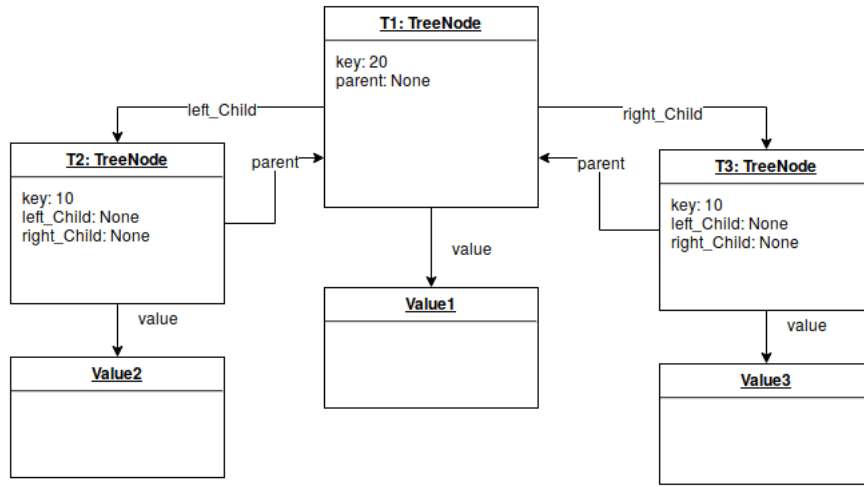 T1: TreeNode
key: 20
parent: None
left_Child
right_Child
T2: TreeNode
key: 10
left_Child: None
right_Child: None
parent
parent
T3: TreeNode
key: 10
left_Child: None
right_Child: None
value
value
value
Value1
Value2
Value3